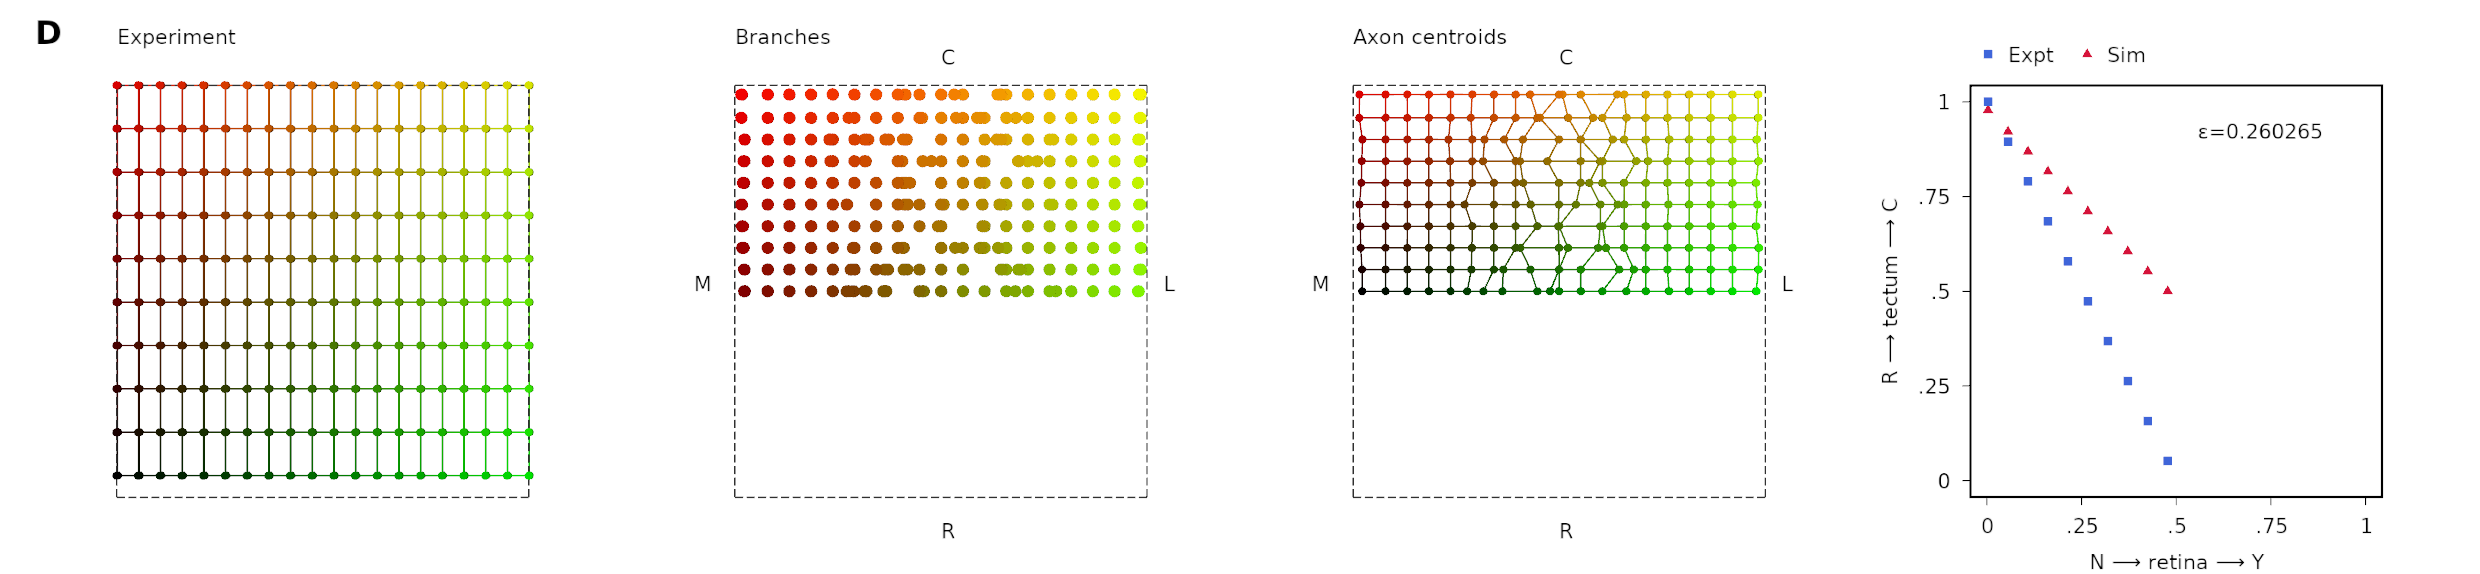 D
Experiment
Branches
C
M
L
R
Axon centroids
C
M
L
R
Expt
Sim
ε=0.260265
1
.75
.5
.25
0
R ⟶ tectum ⟶ C
0
.25
.5
.75
1
N ⟶ retina ⟶ Y